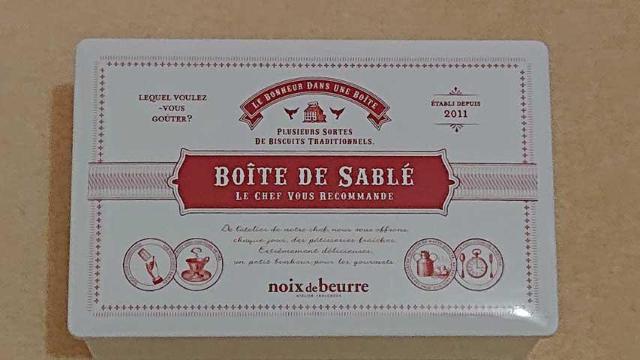 LE BONHEUR DANS UNE BOÎTE
LEQUEL VOULEZ
-VOUS
GOÛTER?
ÉTABLI DEPUIS
2011
PLUSIEURS SORTES
DE BISCUITS TRADITIONNELS.
BOÎTE DE SABLÉ
LE CHEF VOUS RECOMMANDE
De l'atelier de notre chef, nous vous offrons,
chaque jour, des pâtisseries fraîches.
Extrêmement délicieuses,
un petit bonheur pour les gourmets.
noix de beurre